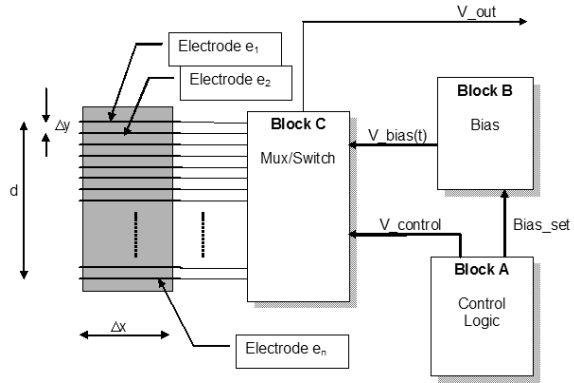 V_out
Electrode e1
Electrode e2
Δy
d
Δx
Electrode en
Block C
Mux/Switch
V_bias(t)
V_control
Block B
Bias
Bias_set
Block A
Control
Logic